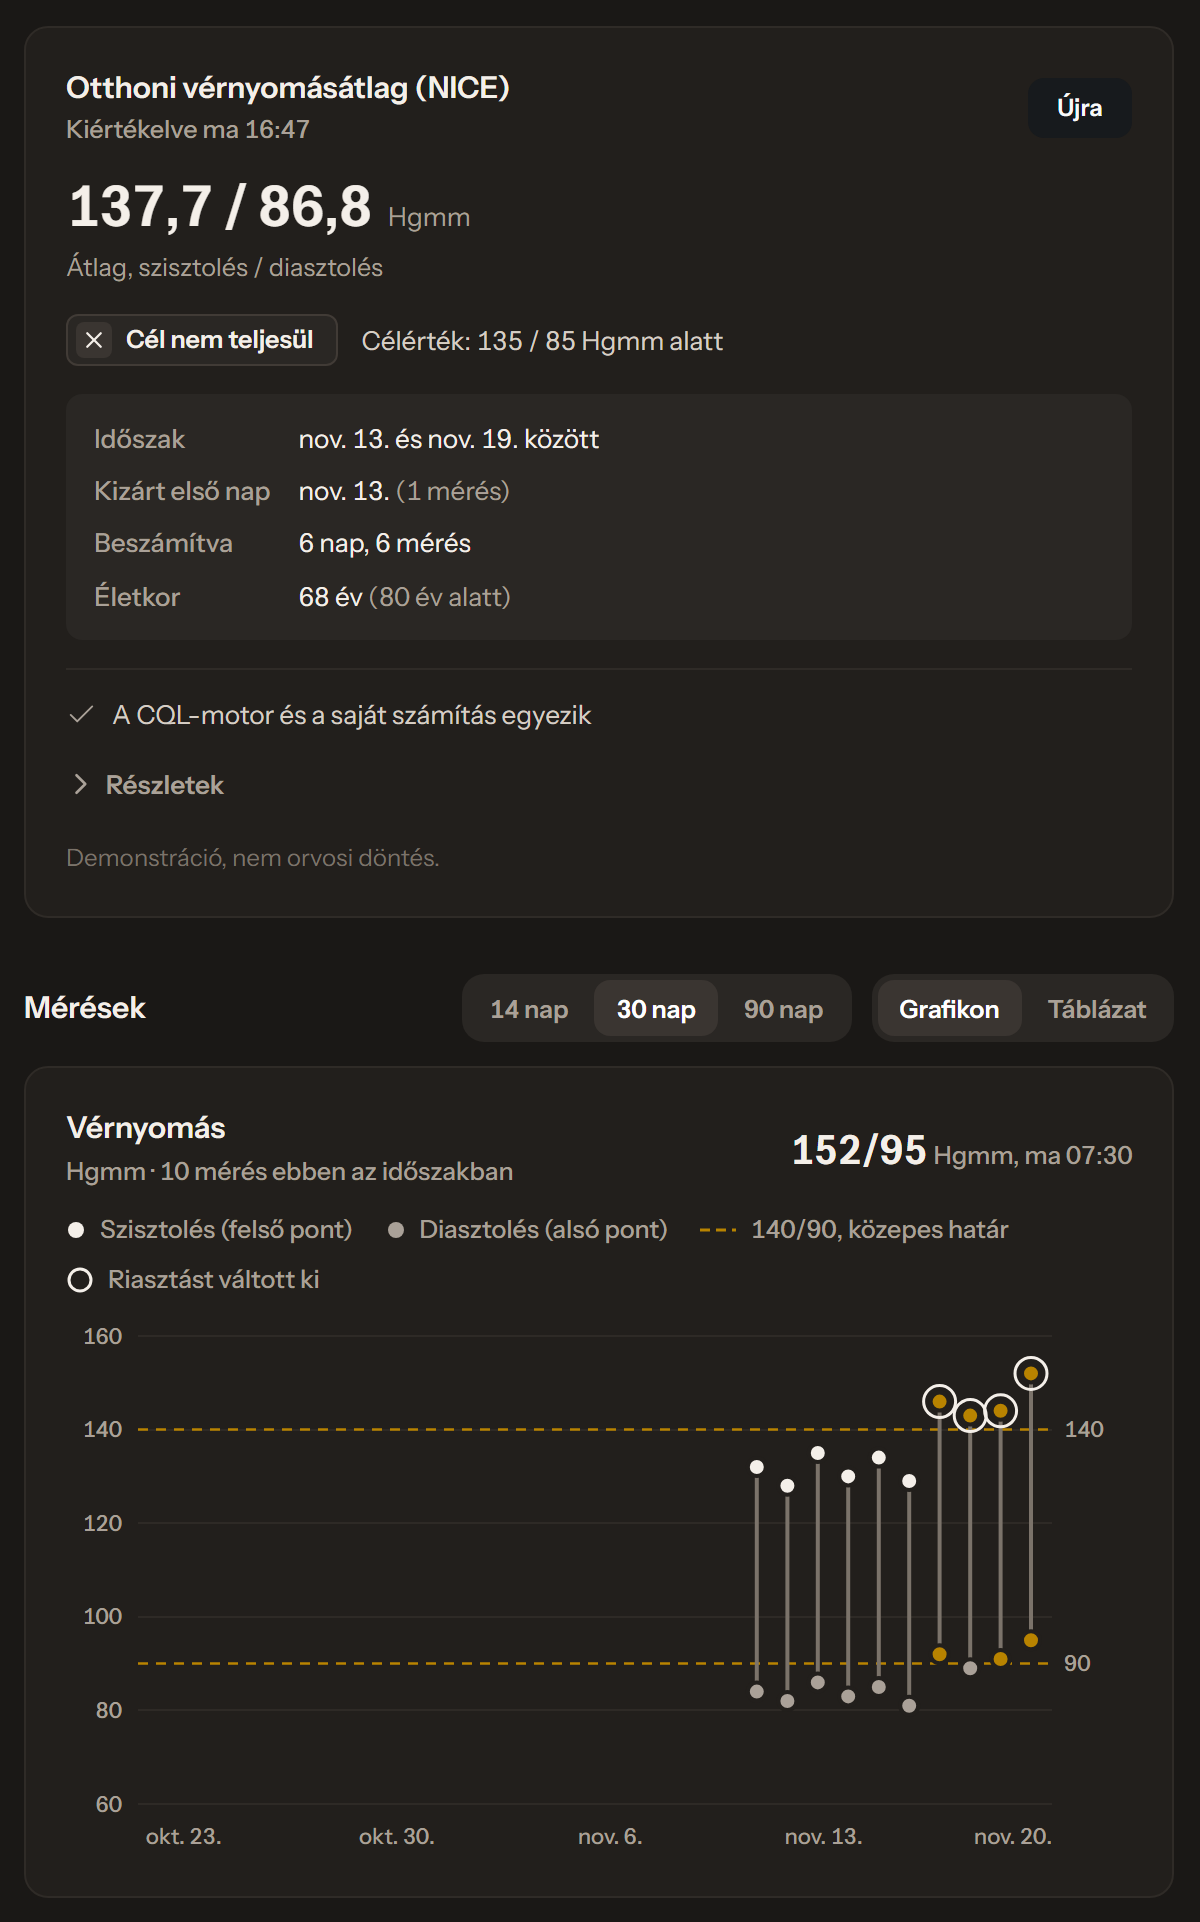 Otthoni vérnyomásátlag (NICE)
Kiértékelve ma 16:47
Újra
137,7 / 86,8 Hgmm
Átlag, szisztolés / diasztolés
Cél nem teljesül
Célérték: 135 / 85 Hgmm alatt
Időszak nov. 13. és nov. 19. között
Kizárt első nap nov. 13. (1 mérés)
Beszámítva 6 nap, 6 mérés
Életkor 68 év (80 év alatt)
A CQL-motor és a saját számítás egyezik
Részletek
Demonstráció, nem orvosi döntés.
Mérések
14 nap 30 nap 90 nap
Grafikon Táblázat
Vérnyomás
Hgmm · 10 mérés ebben az időszakban
152/95 Hgmm, ma 07:30
Szisztolés (felső pont) Diasztolés (alsó pont) 140/90, közepes határ
Riasztást váltott ki
160
140 140
120
100
90
80
60
okt. 23. okt. 30. nov. 6. nov. 13. nov. 20.